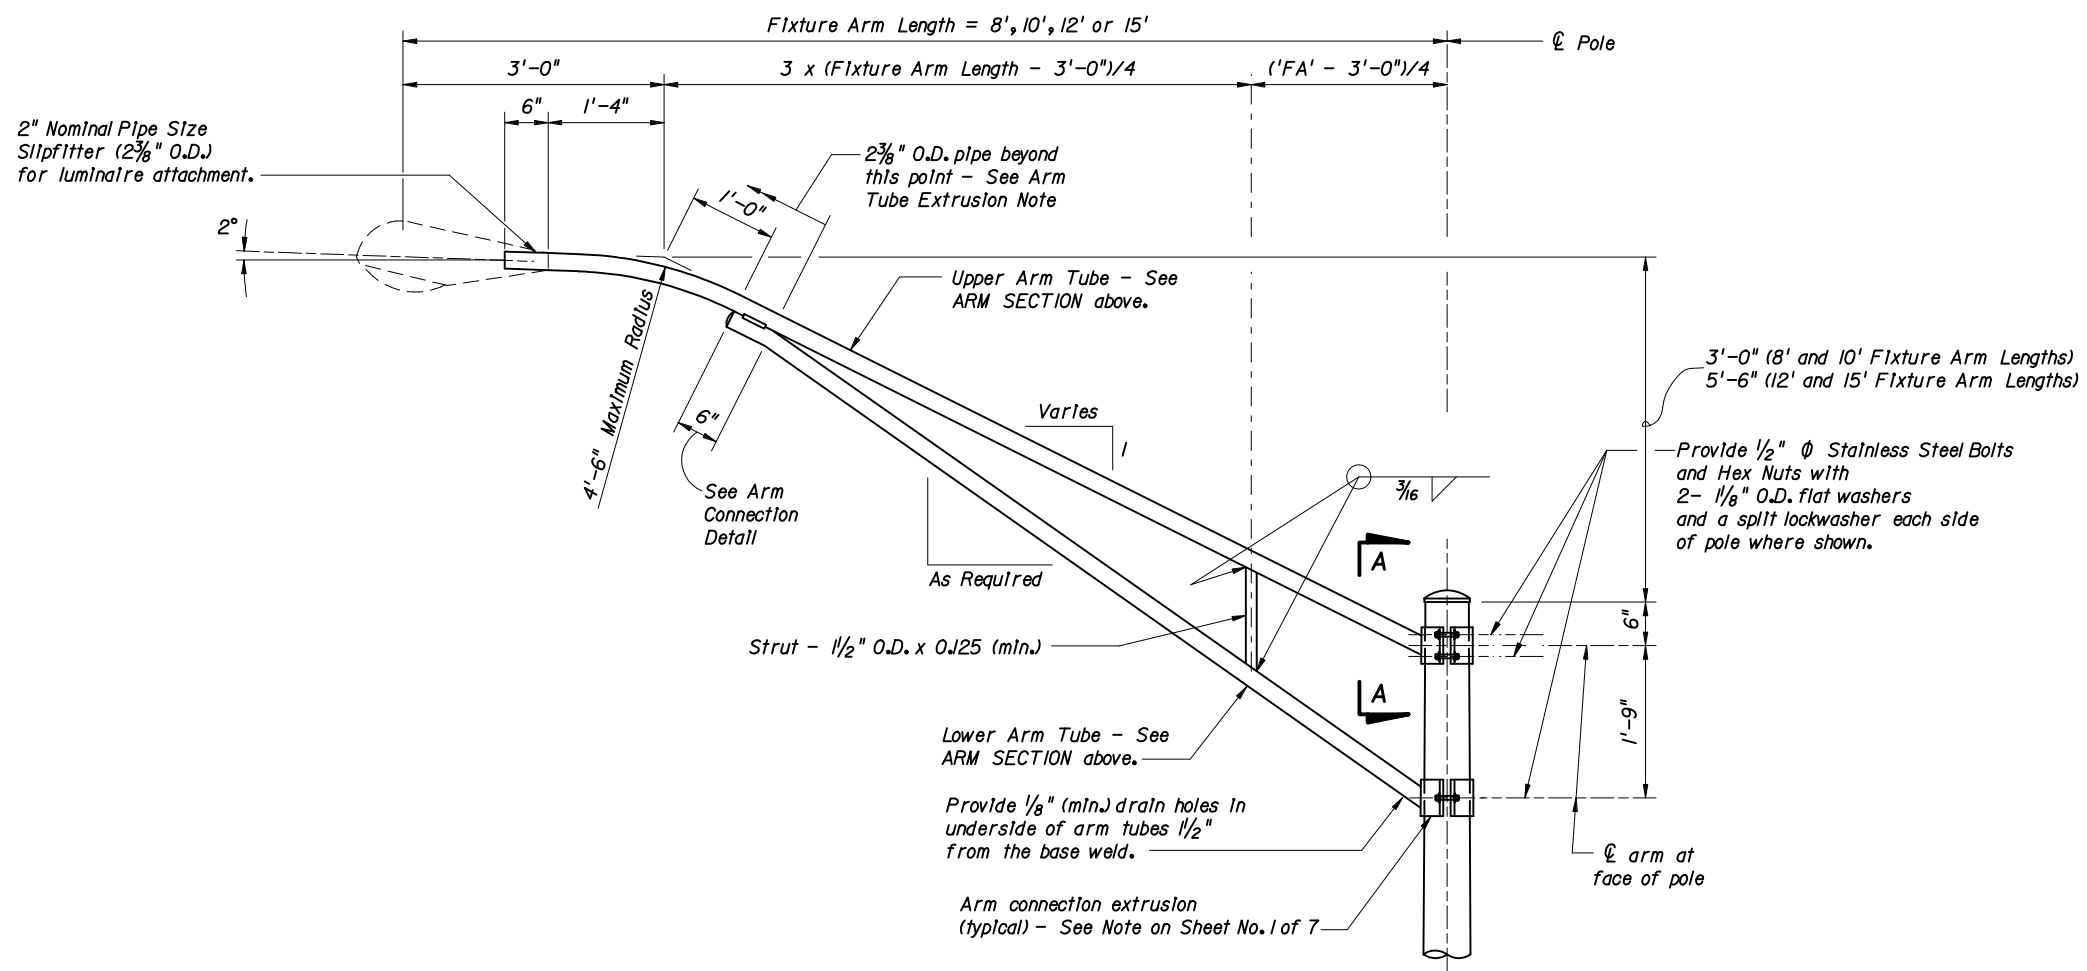 Fixture Arm Length = 8', 10', 12' or 15'
℄ Pole
3'-0"
3 x (Fixture Arm Length - 3'-0")/4
('FA' - 3'-0")/4
6"
1'-4"
2" Nominal Pipe Size
Slipfitter (2⅜" O.D.)
for luminaire attachment.
2⅜" O.D. pipe beyond
this point - See Arm
Tube Extrusion Note
1'-0"
2°
Upper Arm Tube - See
ARM SECTION above.
4'-6" Maximum Radius
3'-0" (8' and 10' Fixture Arm Lengths)
5'-6" (12' and 15' Fixture Arm Lengths)
6"
Varies
1
Provide ½" ϕ Stainless Steel Bolts
and Hex Nuts with
2- 1⅛" O.D. flat washers
and a split lockwasher each side
of pole where shown.
See Arm
Connection
Detail
3/16
A
As Required
6"
Strut - 1½" O.D. x 0.125 (min.)
A
1'-9"
Lower Arm Tube - See
ARM SECTION above.
Provide ⅛" (min.) drain holes in
underside of arm tubes 1½"
from the base weld.
℄ arm at
face of pole
Arm connection extrusion
(typical) - See Note on Sheet No. 1 of 7